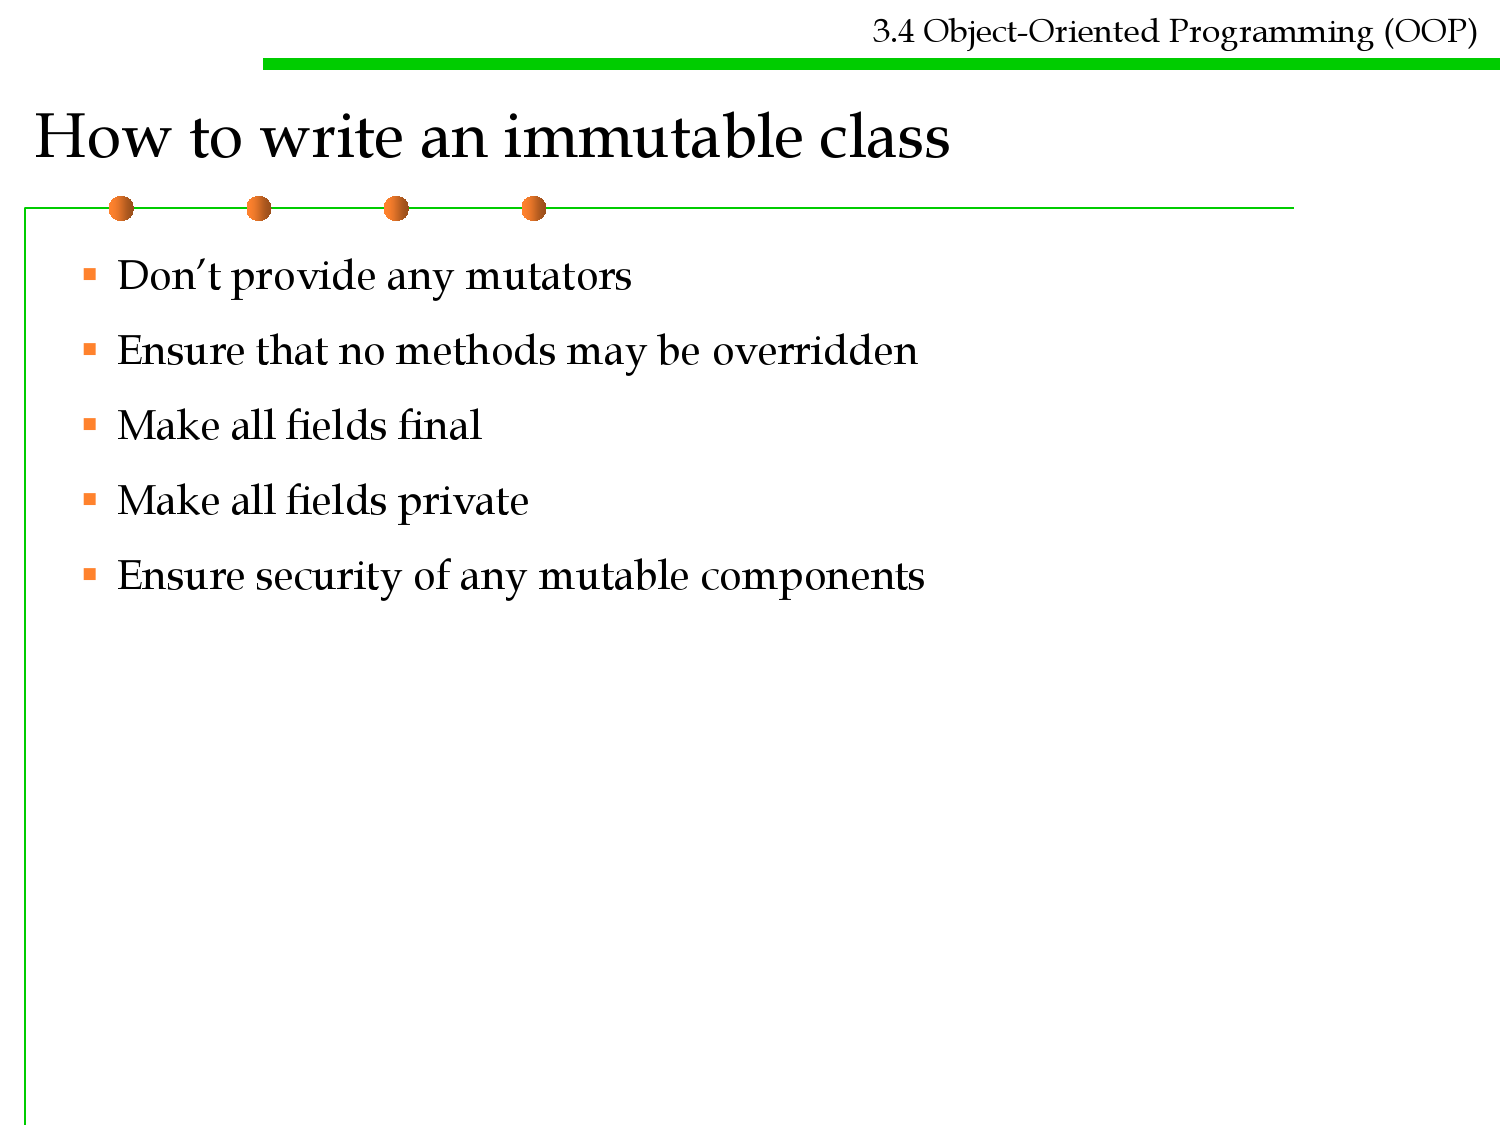 3.4 Object-Oriented Programming (OOP)
How to write an immutable class
▪ Don’t provide any mutators
▪ Ensure that no methods may be overridden
▪ Make all fields final
▪ Make all fields private
▪ Ensure security of any mutable components